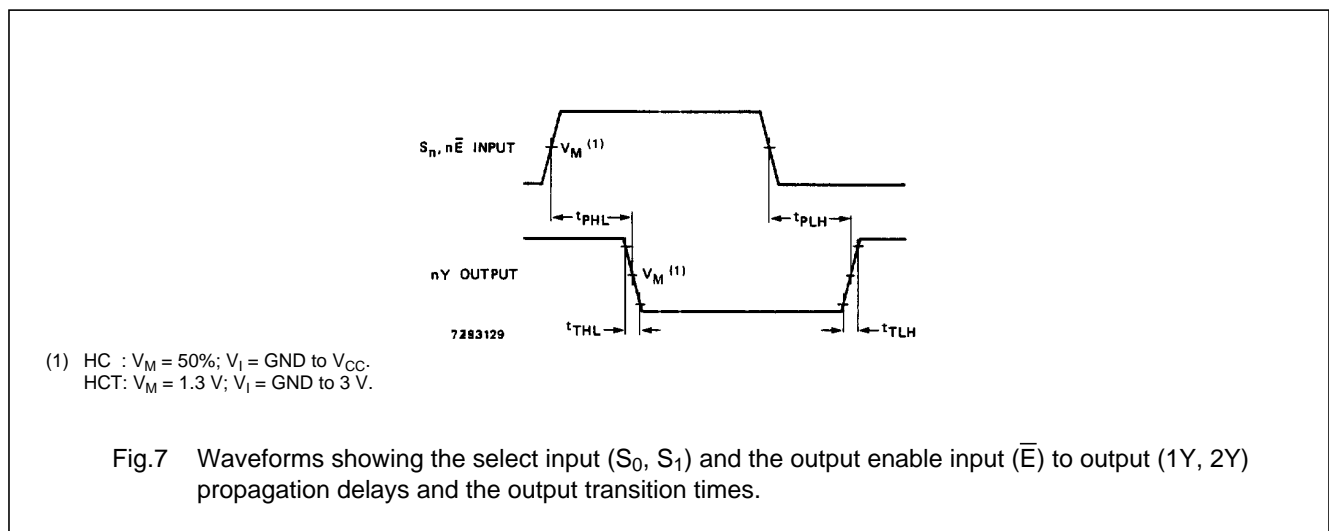 Sn, nE̅ INPUT
VM (1)
tPHL
tPLH
nY OUTPUT
VM (1)
tTHL
tTLH
7Z93129
(1) HC : VM = 50%; VI = GND to VCC.
HCT: VM = 1.3 V; VI = GND to 3 V.
Fig.7 Waveforms showing the select input (S0, S1) and the output enable input (E̅) to output (1Y, 2Y)
propagation delays and the output transition times.